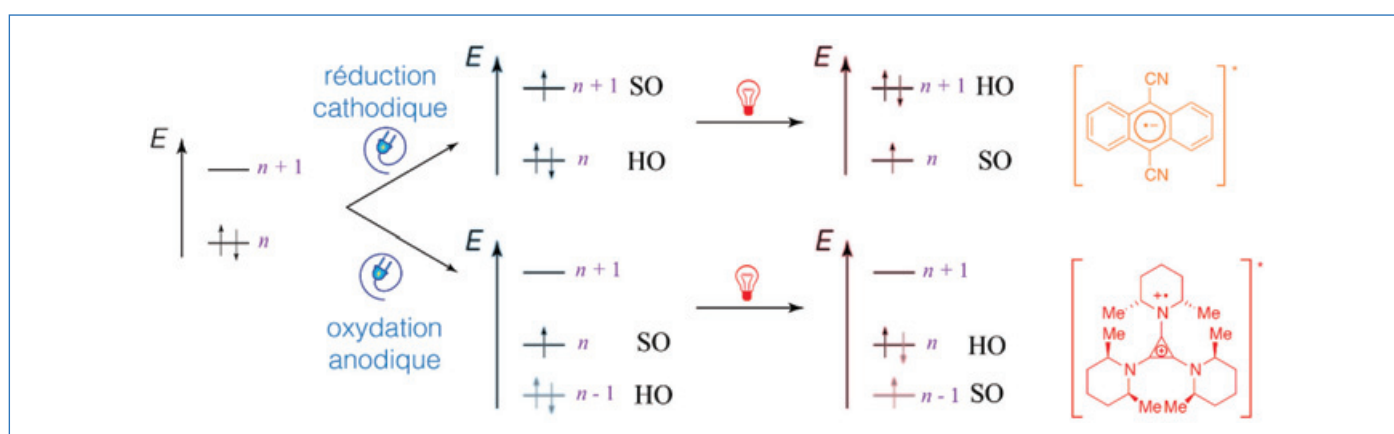 E
n + 1
n
réduction
cathodique
oxydation
anodique
E
n + 1 SO
n HO
E
n + 1 HO
n SO
E
n + 1
n SO
n - 1 HO
E
n + 1
n HO
n - 1 SO
CN
•−
CN
*
+•
N
Me
Me
Me
Me
⊕
N
N
Me
Me
*